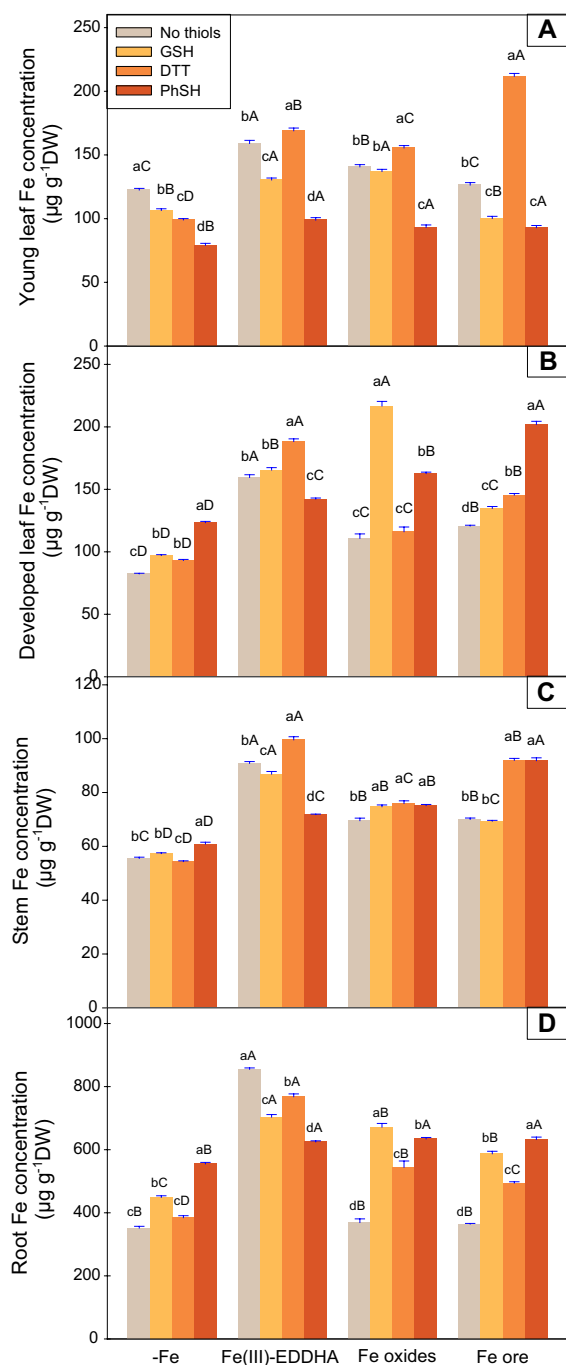 A
No thiols
GSH
DTT
PhSH
Young leaf Fe concentration
(µg g⁻¹DW)
250
200
150
100
50
0
aC
bB
cD
dB
bA
cA
aB
dA
bB
bA
aC
cA
bC
cB
aA
cA
B
Developed leaf Fe concentration
(µg g⁻¹DW)
250
200
150
100
50
0
cD
bD
bD
aD
bA
bB
aA
cC
cC
aA
cC
bB
dB
cC
bB
aA
C
Stem Fe concentration
(µg g⁻¹DW)
120
100
80
60
40
20
0
bC
bD
cD
aD
bA
cA
aA
dC
bB
aB
aC
aB
bB
bC
aB
aA
D
Root Fe concentration
(µg g⁻¹DW)
1000
800
600
400
200
0
cB
bC
cD
aB
aA
cA
bA
dA
dB
aB
cB
bA
dB
bB
cC
aA
-Fe
Fe(III)-EDDHA
Fe oxides
Fe ore